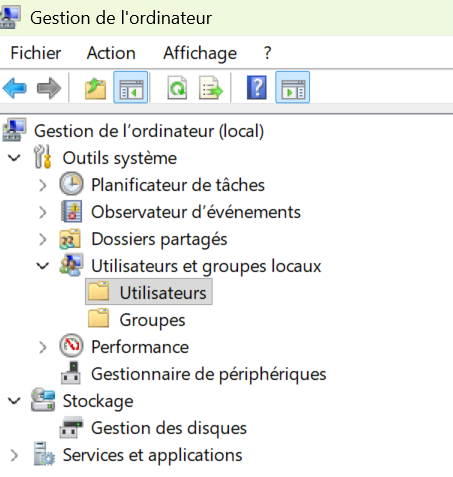 Gestion de l'ordinateur
Fichier Action Affichage ?
Gestion de l’ordinateur (local)
Outils système
Planificateur de tâches
Observateur d’événements
Dossiers partagés
Utilisateurs et groupes locaux
Utilisateurs
Groupes
Performance
Gestionnaire de périphériques
Stockage
Gestion des disques
Services et applications